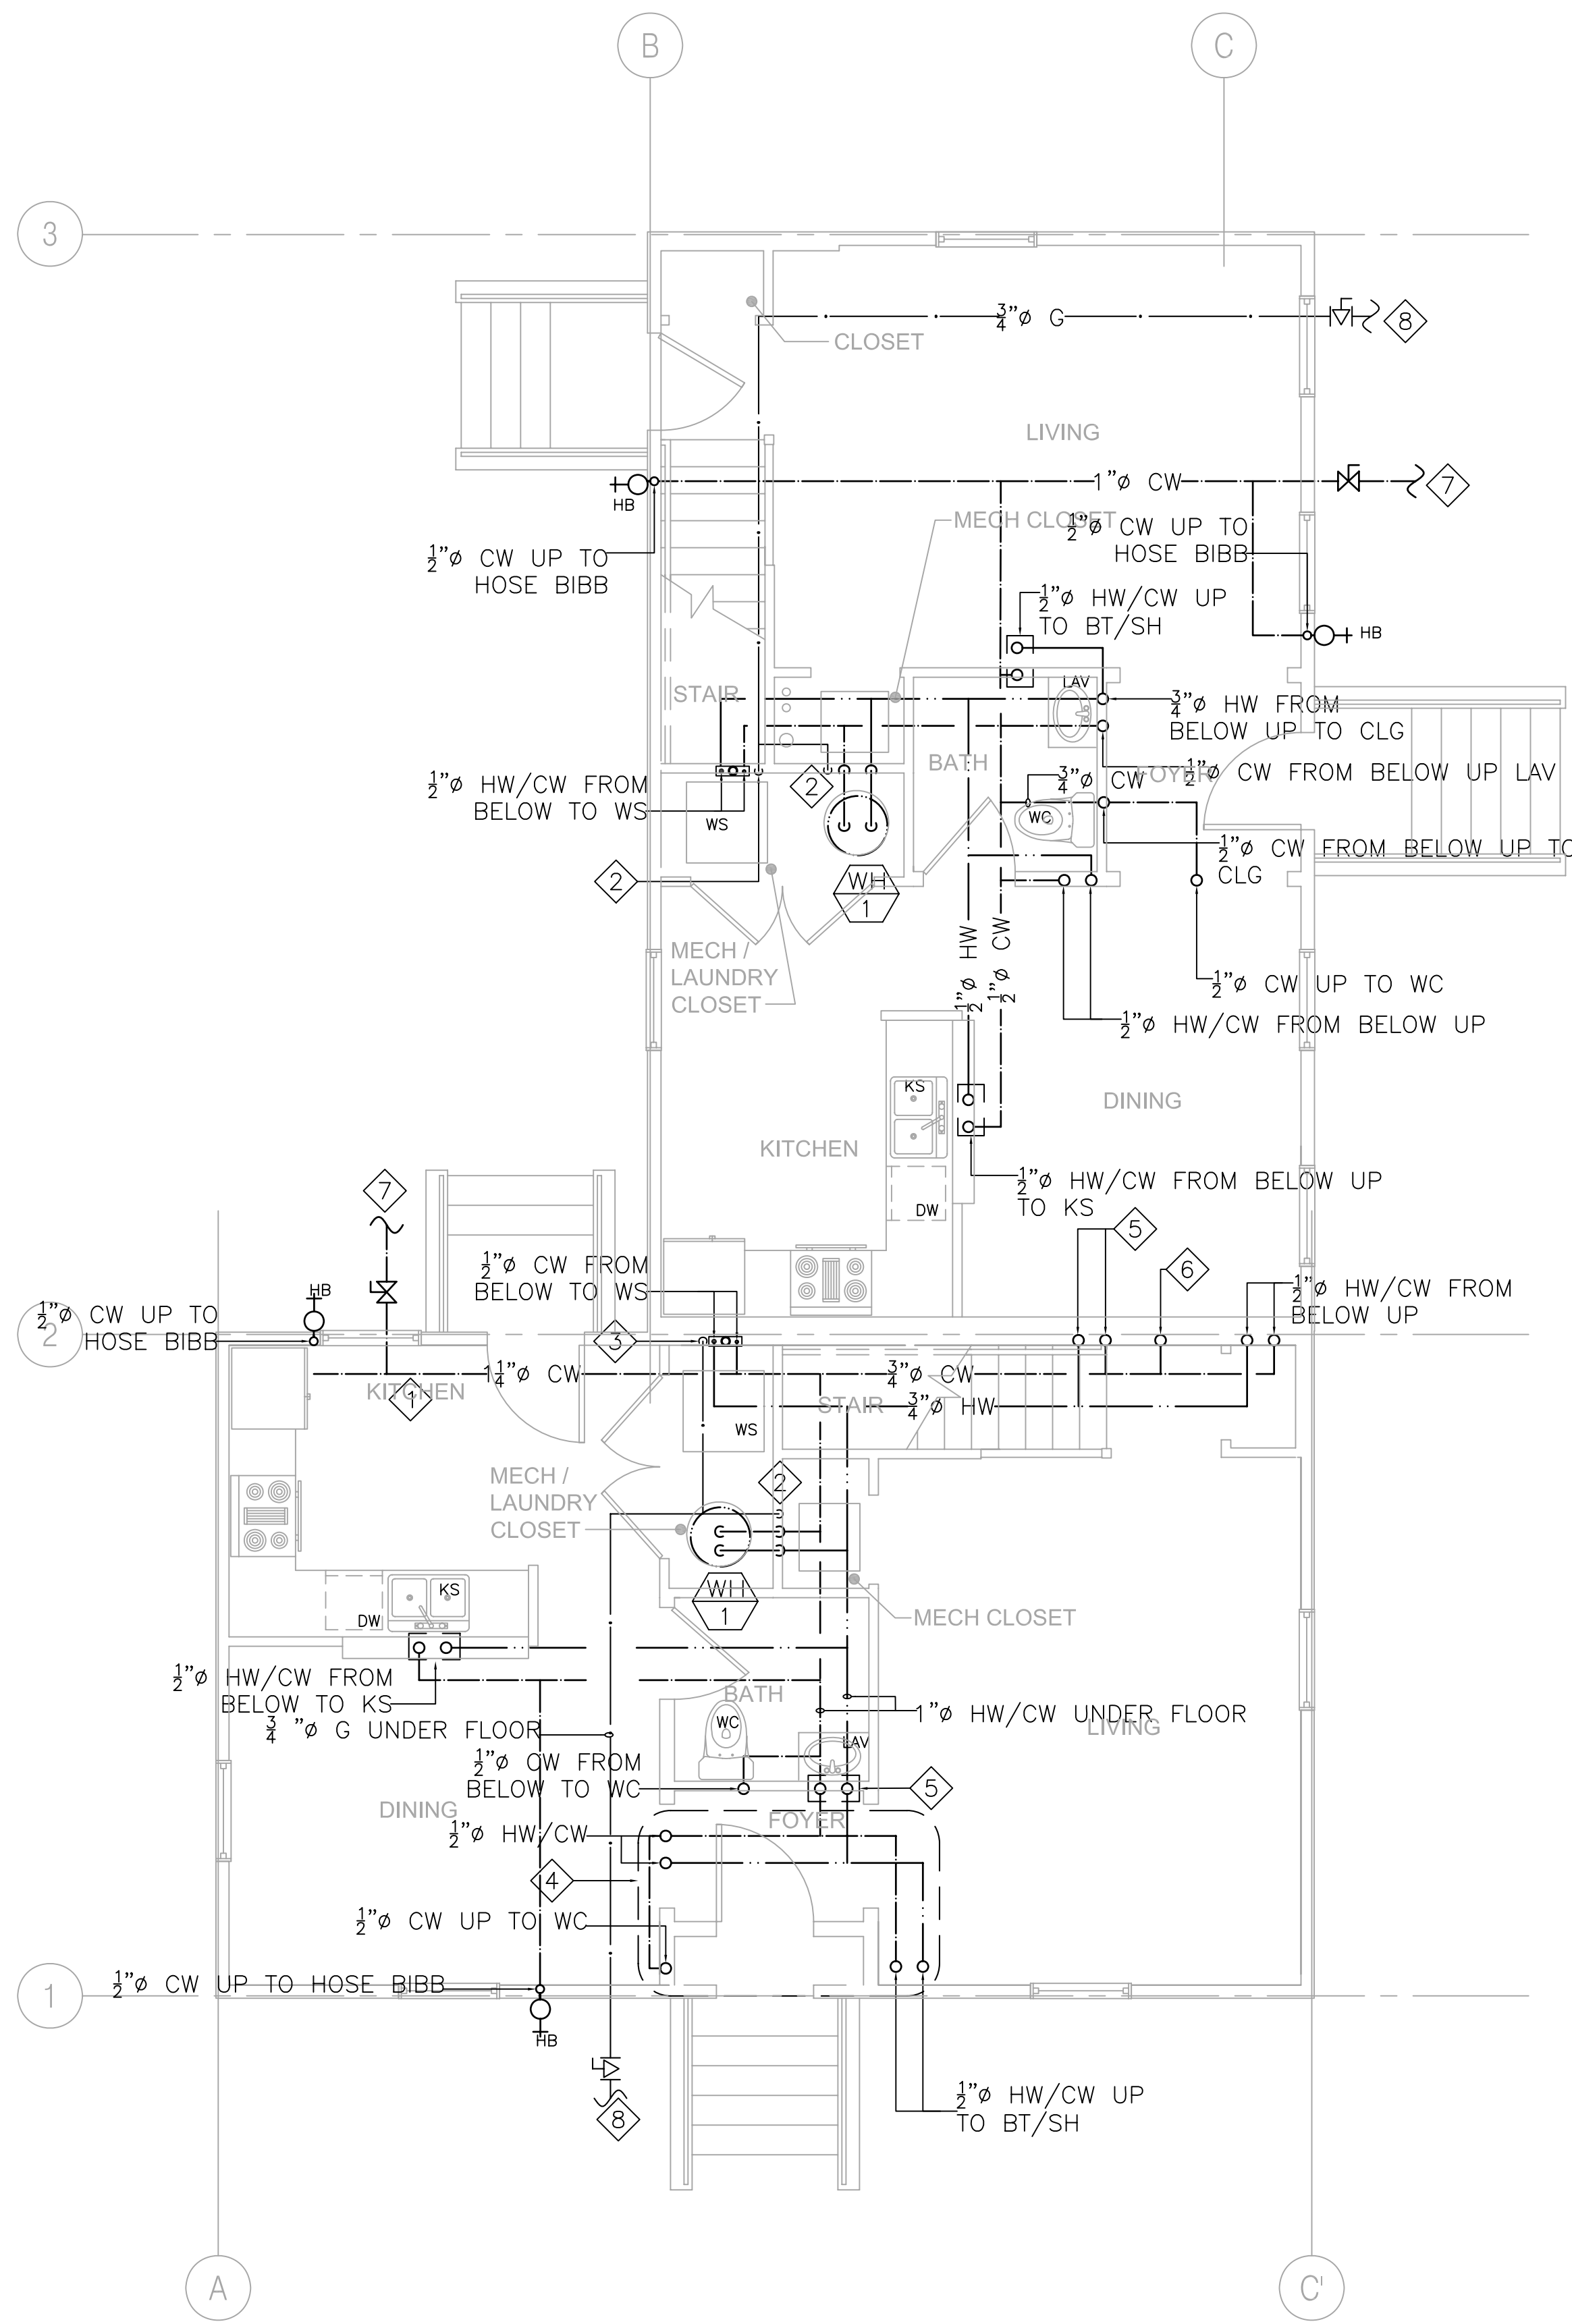 B
C
3
3/4"ø G
8
CLOSET
LIVING
1"ø CW
7
HB
MECH CLOSET
1/2"ø CW UP TO
HOSE BIBB
1/2"ø CW UP TO
HOSE BIBB
1/2"ø HW/CW UP
TO BT/SH
HB
STAIR
LAV
3/4"ø HW FROM
BELOW UP TO CLG
BATH
3/4"ø CW
FOYER
1/2"ø CW FROM BELOW UP LAV
1/2"ø HW/CW FROM
BELOW TO WS
2
WS
WC
1/2"ø CW FROM BELOW UP TO
CLG
2
WH
1
MECH /
LAUNDRY
CLOSET
1/2"ø HW
1/2"ø CW
1/2"ø CW UP TO WC
1/2"ø HW/CW FROM BELOW UP
KS
DINING
KITCHEN
DW
1/2"ø HW/CW FROM BELOW UP
TO KS
7
5
1/2"ø CW FROM
BELOW TO WS
6
1/2"ø HW/CW FROM
BELOW UP
HB
1/2"ø CW UP TO
HOSE BIBB
2
3
KITCHEN
1 1/4"ø CW
3/4"ø CW
1
STAIR
3/4"ø HW
WS
MECH /
LAUNDRY
CLOSET
2
WH
1
KS
DW
MECH CLOSET
1/2"ø HW/CW FROM
BELOW TO KS
BATH
3/4 "ø G UNDER FLOOR
WC
1"ø HW/CW UNDER FLOOR
LIVING
LAV
1/2"ø CW FROM
BELOW TO WC
5
DINING
FOYER
1/2"ø HW/CW
4
1/2"ø CW UP TO WC
1/2"ø CW UP TO HOSE BIBB
1
HB
8
1/2"ø HW/CW UP
TO BT/SH
A
C'